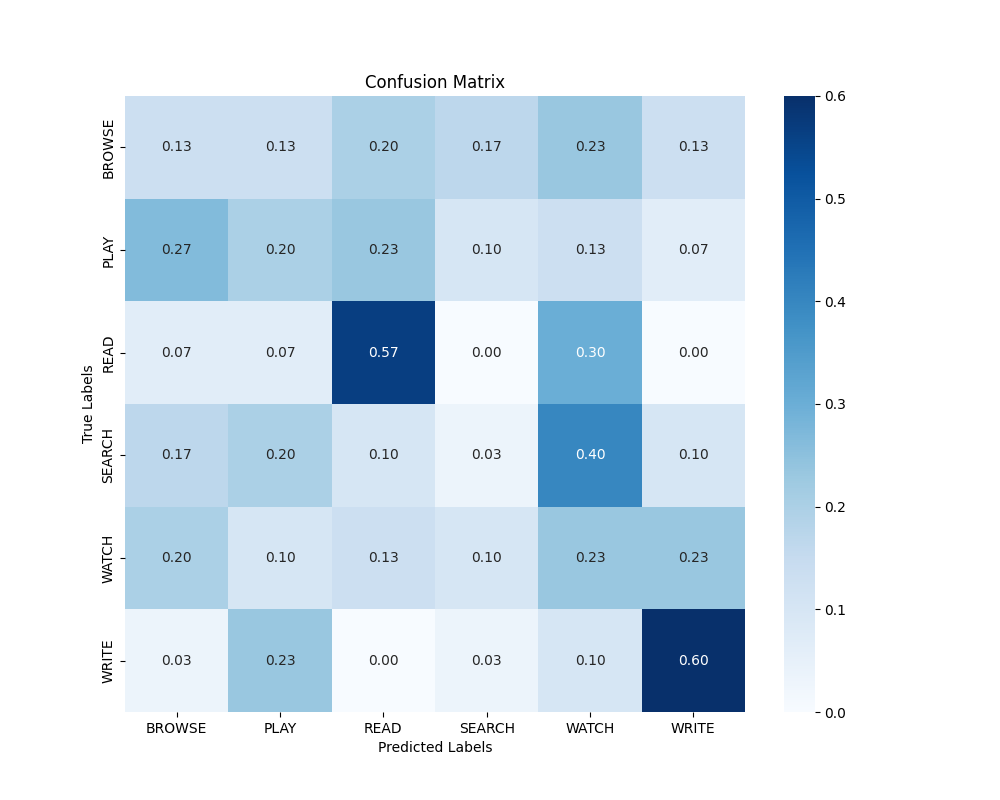 Confusion Matrix
True Labels
BROWSE 0.13 0.13 0.20 0.17 0.23 0.13
PLAY 0.27 0.20 0.23 0.10 0.13 0.07
READ 0.07 0.07 0.57 0.00 0.30 0.00
SEARCH 0.17 0.20 0.10 0.03 0.40 0.10
WATCH 0.20 0.10 0.13 0.10 0.23 0.23
WRITE 0.03 0.23 0.00 0.03 0.10 0.60
BROWSE PLAY READ SEARCH WATCH WRITE
Predicted Labels
0.6
0.5
0.4
0.3
0.2
0.1
0.0